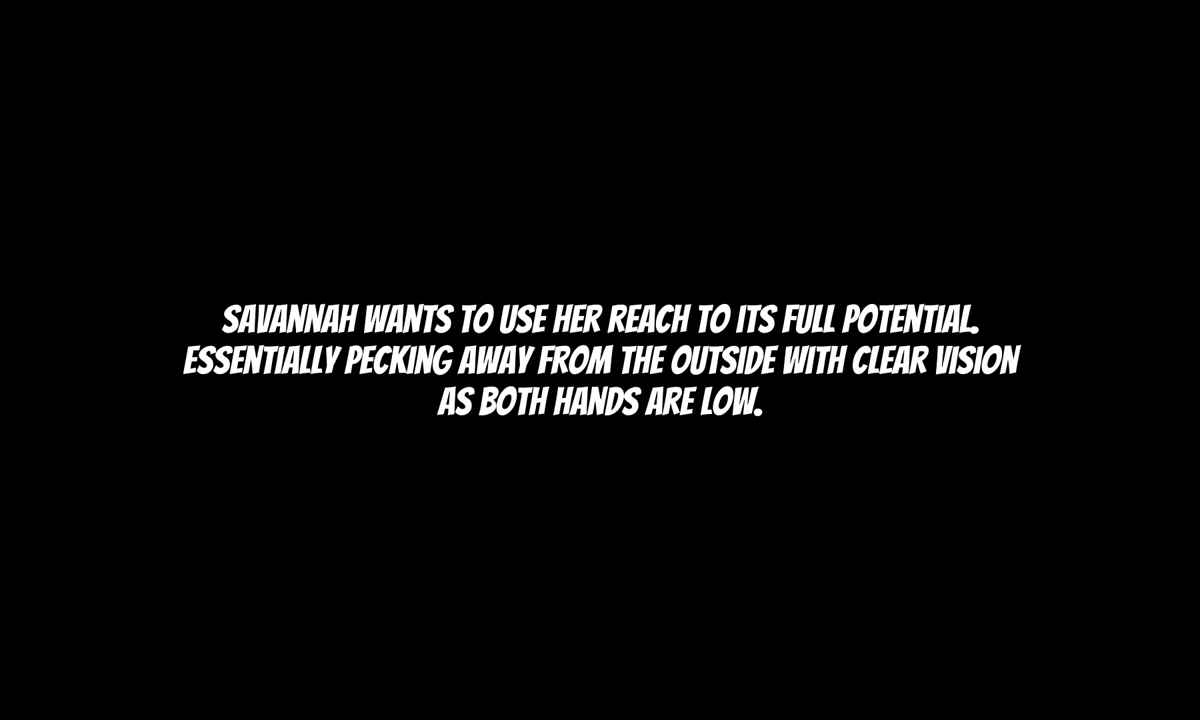 SAVANNAH WANTS TO USE HER REACH TO ITS FULL POTENTIAL.
ESSENTIALLY PECKING AWAY FROM THE OUTSIDE WITH CLEAR VISION
AS BOTH HANDS ARE LOW.